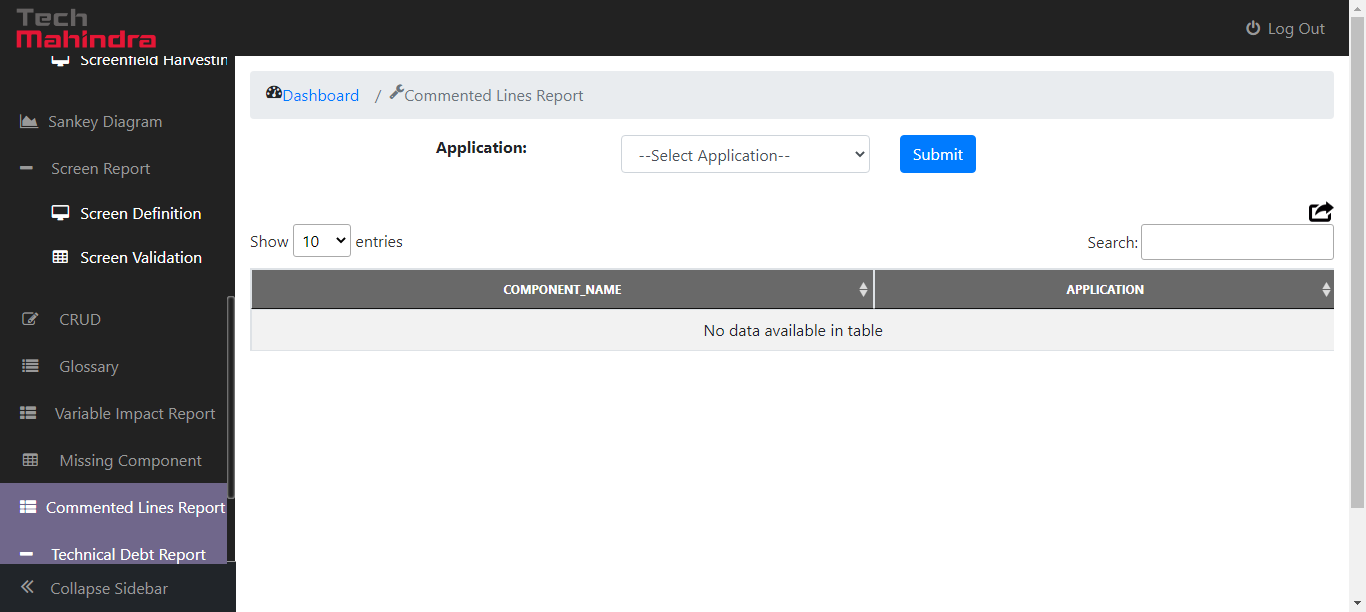 Tech
Mahindra
Log Out
Screenfield Harvestin
Sankey Diagram
Screen Report
Screen Definition
Screen Validation
CRUD
Glossary
Variable Impact Report
Missing Component
Commented Lines Report
Technical Debt Report
Collapse Sidebar
Dashboard / Commented Lines Report
Application: --Select Application-- Submit
Show 10 entries Search:
COMPONENT_NAME APPLICATION
No data available in table